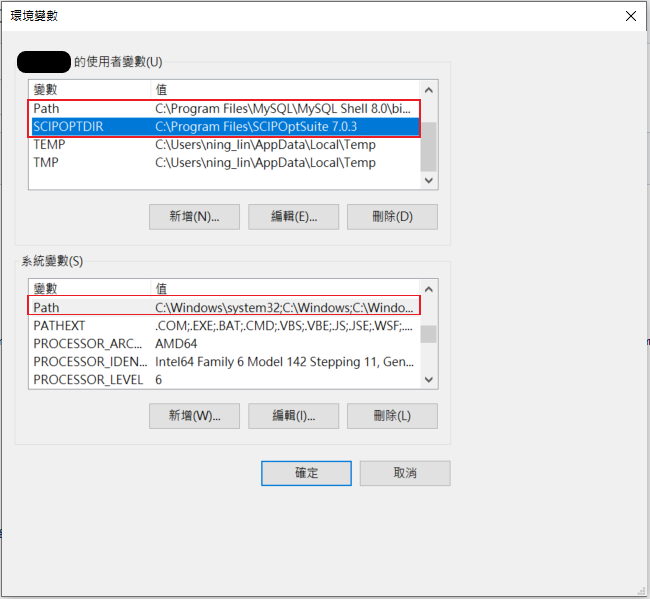 環境變數
的使用者變數(U)
變數 值
Path C:\Program Files\MySQL\MySQL Shell 8.0\bi...
SCIPOPTDIR C:\Program Files\SCIPOptSuite 7.0.3
TEMP C:\Users\ning_lin\AppData\Local\Temp
TMP C:\Users\ning_lin\AppData\Local\Temp
新增(N)... 編輯(E)... 刪除(D)
系統變數(S)
變數 值
Path C:\Windows\system32;C:\Windows;C:\Windo...
PATHEXT .COM;.EXE;.BAT;.CMD;.VBS;.VBE;.JS;.JSE;.WSF;....
PROCESSOR_ARC... AMD64
PROCESSOR_IDEN... Intel64 Family 6 Model 142 Stepping 11, Gen...
PROCESSOR_LEVEL 6
新增(W)... 編輯(I)... 刪除(L)
確定 取消